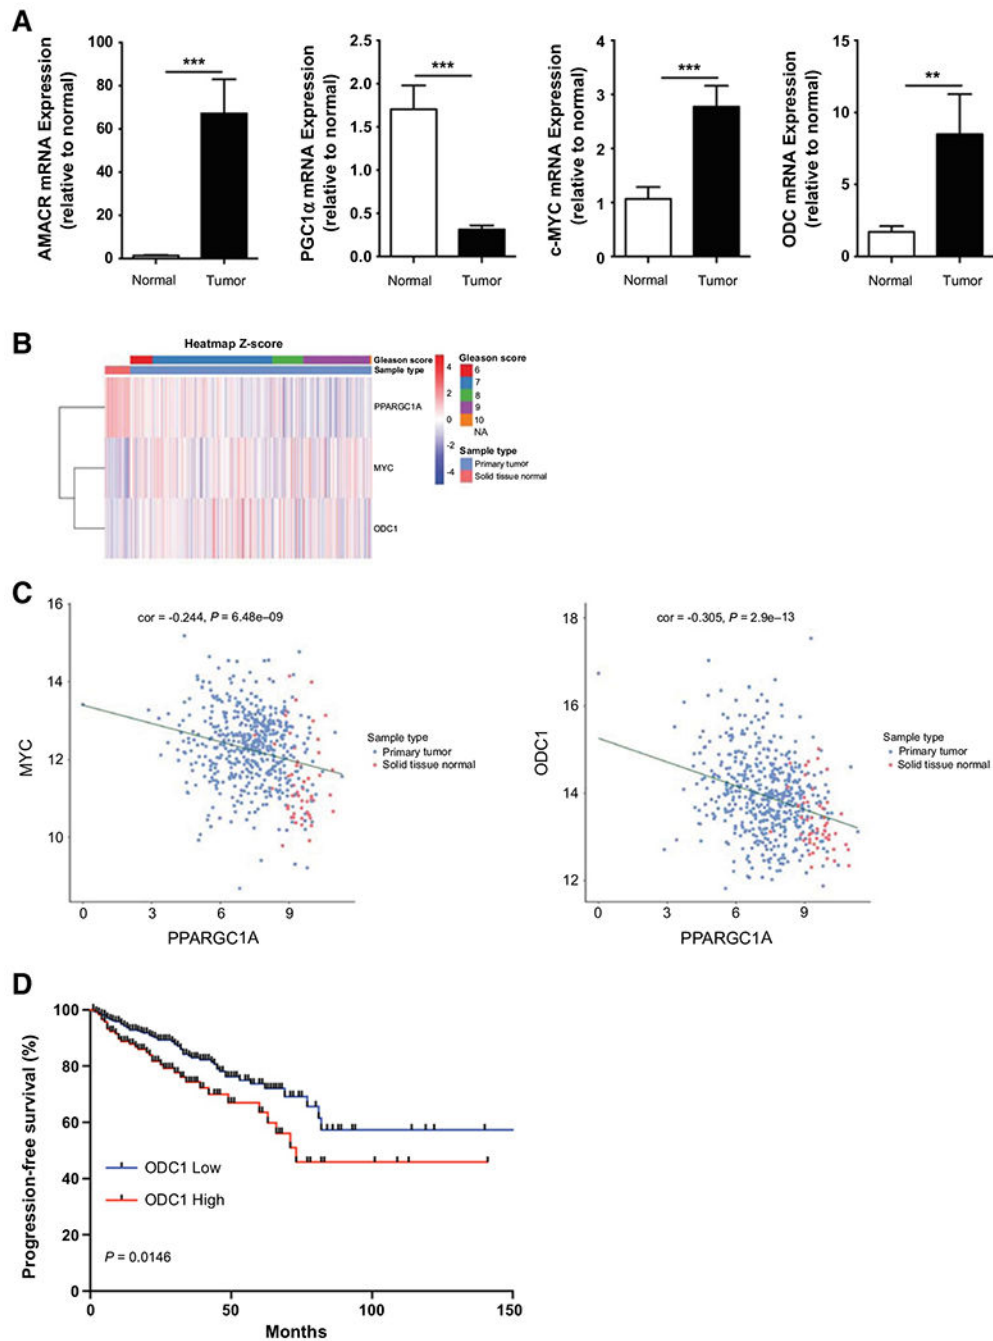 A
AMACR mRNA Expression
(relative to normal)
100
80
60
40
20
0
***
Normal
Tumor
PGC1α mRNA Expression
(relative to normal)
2.5
2.0
1.5
1.0
0.5
0.0
***
Normal
Tumor
c-MYC mRNA Expression
(relative to normal)
4
3
2
1
0
***
Normal
Tumor
ODC mRNA Expression
(relative to normal)
15
10
5
0
**
Normal
Tumor
B
Heatmap Z-score
Gleason score
Sample type
PPARGC1A
MYC
ODC1
4
2
0
-2
-4
Gleason score
6
7
8
9
10
NA
Sample type
Primary tumor
Solid tissue normal
C
cor = -0.244, P = 6.48e–09
MYC
16
14
12
10
0
3
6
9
PPARGC1A
Sample type
Primary tumor
Solid tissue normal
cor = -0.305, P = 2.9e–13
ODC1
18
16
14
12
0
3
6
9
PPARGC1A
Sample type
Primary tumor
Solid tissue normal
D
Progression-free survival (%)
100
80
60
40
20
0
ODC1 Low
ODC1 High
P = 0.0146
0
50
100
150
Months